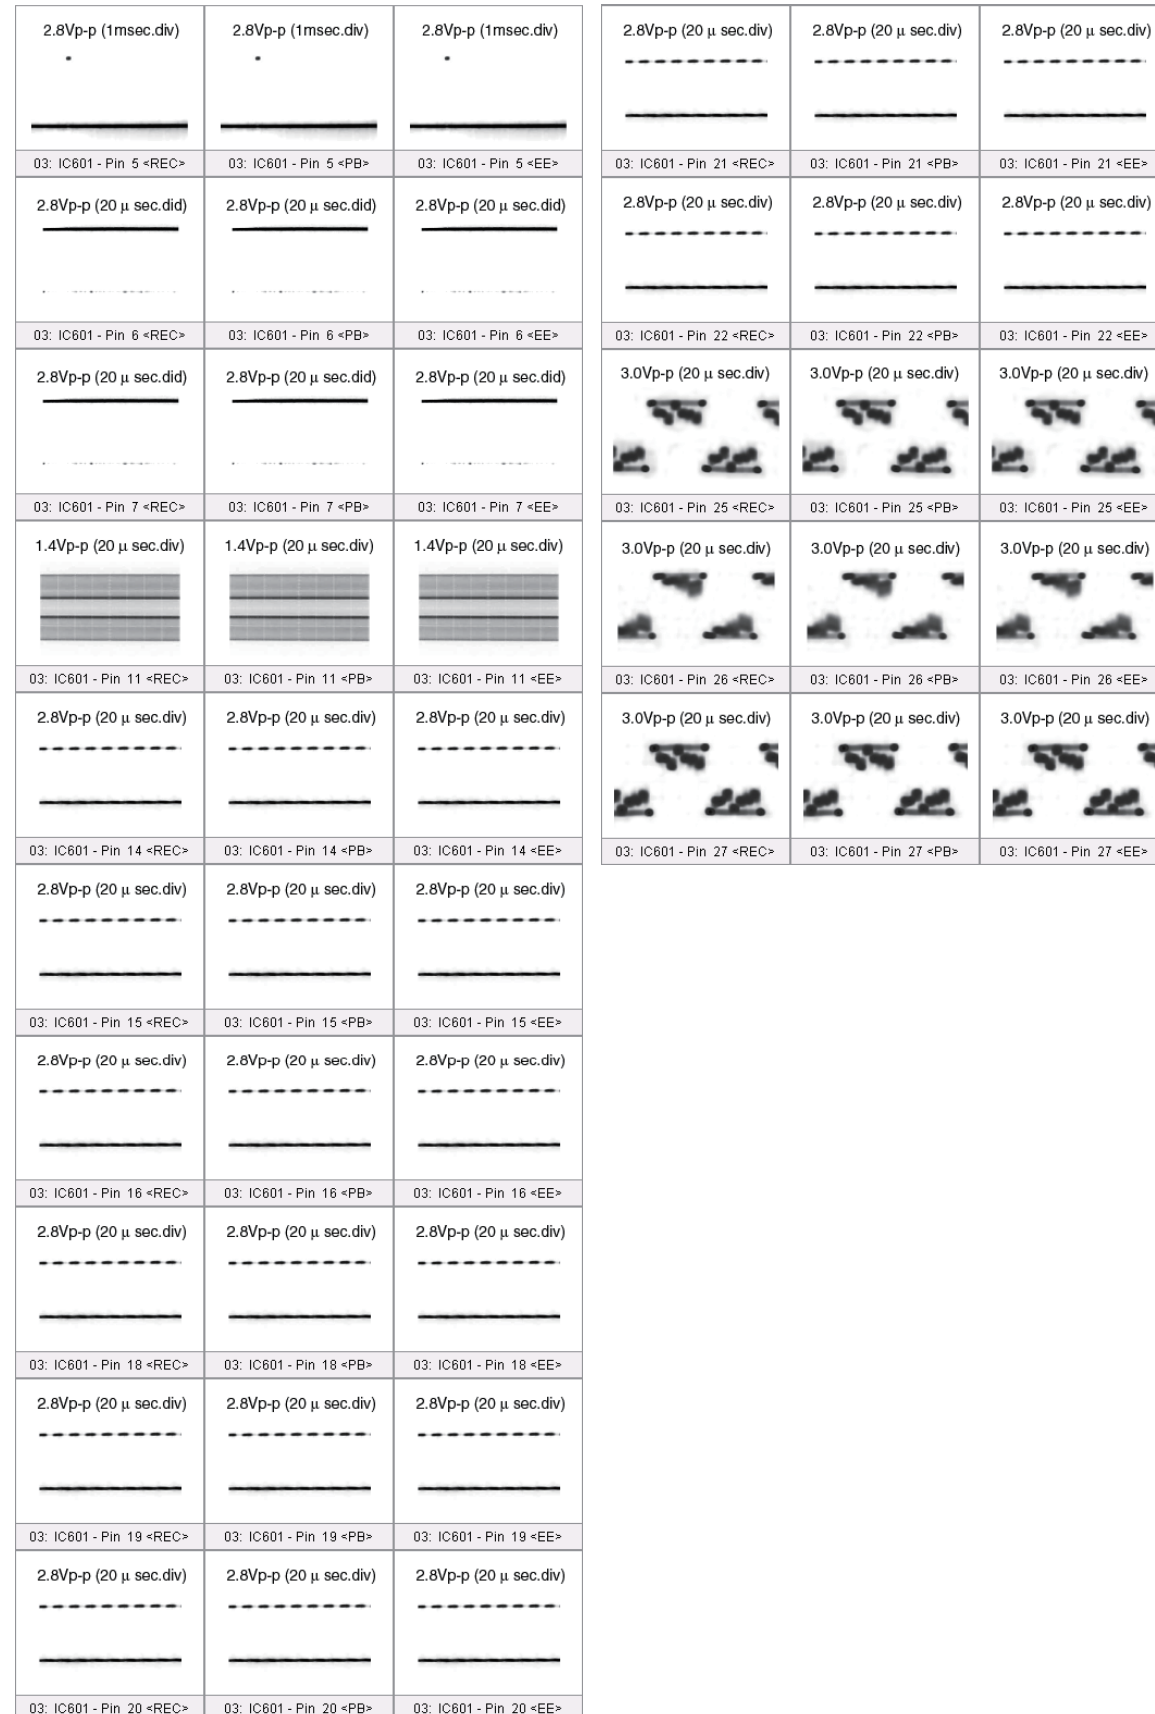 2.8Vp-p (1msec.div) 2.8Vp-p (1msec.div) 2.8Vp-p (1msec.div)
03: IC601 - Pin 5 <REC> 03: IC601 - Pin 5 <PB> 03: IC601 - Pin 5 <EE>
2.8Vp-p (20 μ sec.did) 2.8Vp-p (20 μ sec.did) 2.8Vp-p (20 μ sec.did)
03: IC601 - Pin 6 <REC> 03: IC601 - Pin 6 <PB> 03: IC601 - Pin 6 <EE>
2.8Vp-p (20 μ sec.did) 2.8Vp-p (20 μ sec.did) 2.8Vp-p (20 μ sec.did)
03: IC601 - Pin 7 <REC> 03: IC601 - Pin 7 <PB> 03: IC601 - Pin 7 <EE>
1.4Vp-p (20 μ sec.div) 1.4Vp-p (20 μ sec.div) 1.4Vp-p (20 μ sec.div)
03: IC601 - Pin 11 <REC> 03: IC601 - Pin 11 <PB> 03: IC601 - Pin 11 <EE>
2.8Vp-p (20 μ sec.div) 2.8Vp-p (20 μ sec.div) 2.8Vp-p (20 μ sec.div)
03: IC601 - Pin 14 <REC> 03: IC601 - Pin 14 <PB> 03: IC601 - Pin 14 <EE>
2.8Vp-p (20 μ sec.div) 2.8Vp-p (20 μ sec.div) 2.8Vp-p (20 μ sec.div)
03: IC601 - Pin 15 <REC> 03: IC601 - Pin 15 <PB> 03: IC601 - Pin 15 <EE>
2.8Vp-p (20 μ sec.div) 2.8Vp-p (20 μ sec.div) 2.8Vp-p (20 μ sec.div)
03: IC601 - Pin 16 <REC> 03: IC601 - Pin 16 <PB> 03: IC601 - Pin 16 <EE>
2.8Vp-p (20 μ sec.div) 2.8Vp-p (20 μ sec.div) 2.8Vp-p (20 μ sec.div)
03: IC601 - Pin 18 <REC> 03: IC601 - Pin 18 <PB> 03: IC601 - Pin 18 <EE>
2.8Vp-p (20 μ sec.div) 2.8Vp-p (20 μ sec.div) 2.8Vp-p (20 μ sec.div)
03: IC601 - Pin 19 <REC> 03: IC601 - Pin 19 <PB> 03: IC601 - Pin 19 <EE>
2.8Vp-p (20 μ sec.div) 2.8Vp-p (20 μ sec.div) 2.8Vp-p (20 μ sec.div)
03: IC601 - Pin 20 <REC> 03: IC601 - Pin 20 <PB> 03: IC601 - Pin 20 <EE>
2.8Vp-p (20 μ sec.div) 2.8Vp-p (20 μ sec.div) 2.8Vp-p (20 μ sec.div)
03: IC601 - Pin 21 <REC> 03: IC601 - Pin 21 <PB> 03: IC601 - Pin 21 <EE>
2.8Vp-p (20 μ sec.div) 2.8Vp-p (20 μ sec.div) 2.8Vp-p (20 μ sec.div)
03: IC601 - Pin 22 <REC> 03: IC601 - Pin 22 <PB> 03: IC601 - Pin 22 <EE>
3.0Vp-p (20 μ sec.div) 3.0Vp-p (20 μ sec.div) 3.0Vp-p (20 μ sec.div)
03: IC601 - Pin 25 <REC> 03: IC601 - Pin 25 <PB> 03: IC601 - Pin 25 <EE>
3.0Vp-p (20 μ sec.div) 3.0Vp-p (20 μ sec.div) 3.0Vp-p (20 μ sec.div)
03: IC601 - Pin 26 <REC> 03: IC601 - Pin 26 <PB> 03: IC601 - Pin 26 <EE>
3.0Vp-p (20 μ sec.div) 3.0Vp-p (20 μ sec.div) 3.0Vp-p (20 μ sec.div)
03: IC601 - Pin 27 <REC> 03: IC601 - Pin 27 <PB> 03: IC601 - Pin 27 <EE>